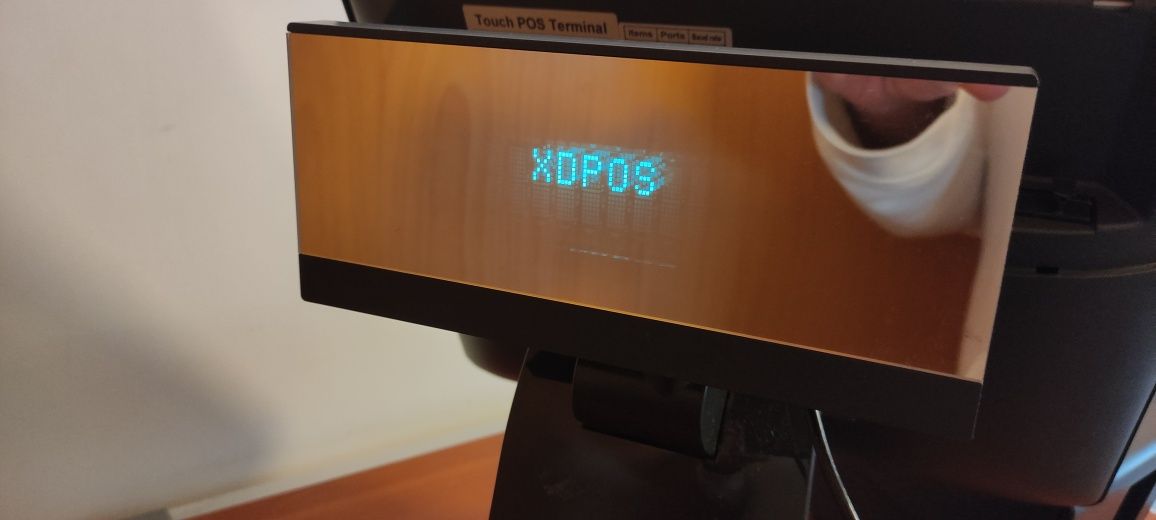 Touch POS Terminal
Items Ports
XDPOS